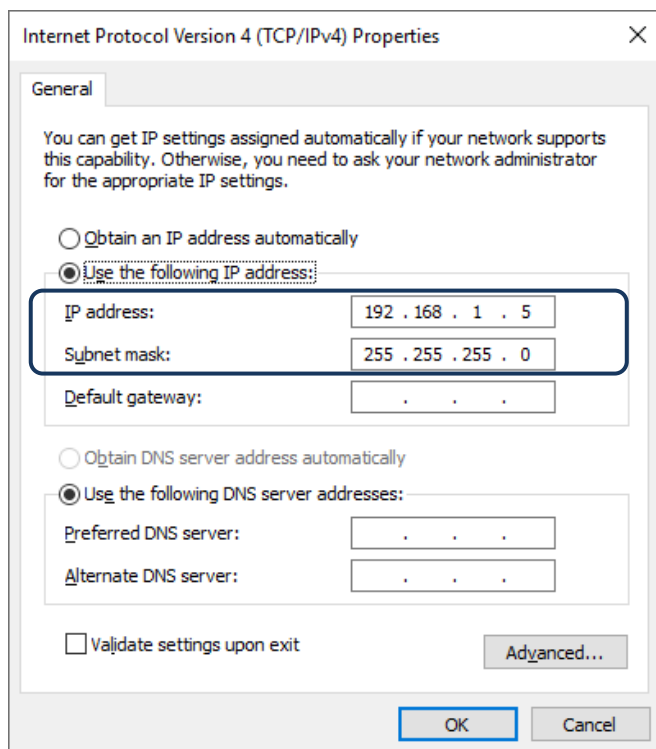 Internet Protocol Version 4 (TCP/IPv4) Properties
General
You can get IP settings assigned automatically if your network supports
this capability. Otherwise, you need to ask your network administrator
for the appropriate IP settings.
Obtain an IP address automatically
Use the following IP address:
IP address: 192 . 168 . 1 . 5
Subnet mask: 255 . 255 . 255 . 0
Default gateway: . . .
Obtain DNS server address automatically
Use the following DNS server addresses:
Preferred DNS server: . . .
Alternate DNS server: . . .
Validate settings upon exit
Advanced...
OK Cancel